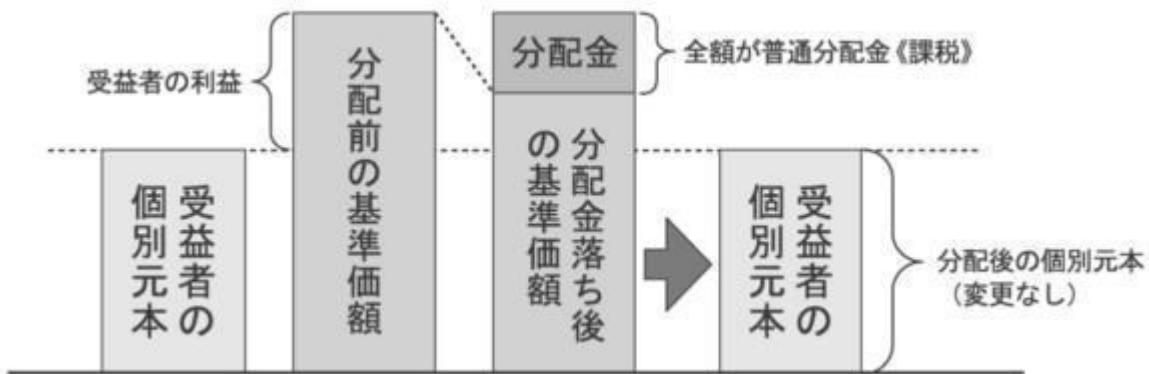 受益者の利益
受益者の
個別元本
分配前の基準価額
分配金
全額が普通分配金《課税》
分配金落ち後
の基準価額
受益者の
個別元本
分配後の個別元本
（変更なし）